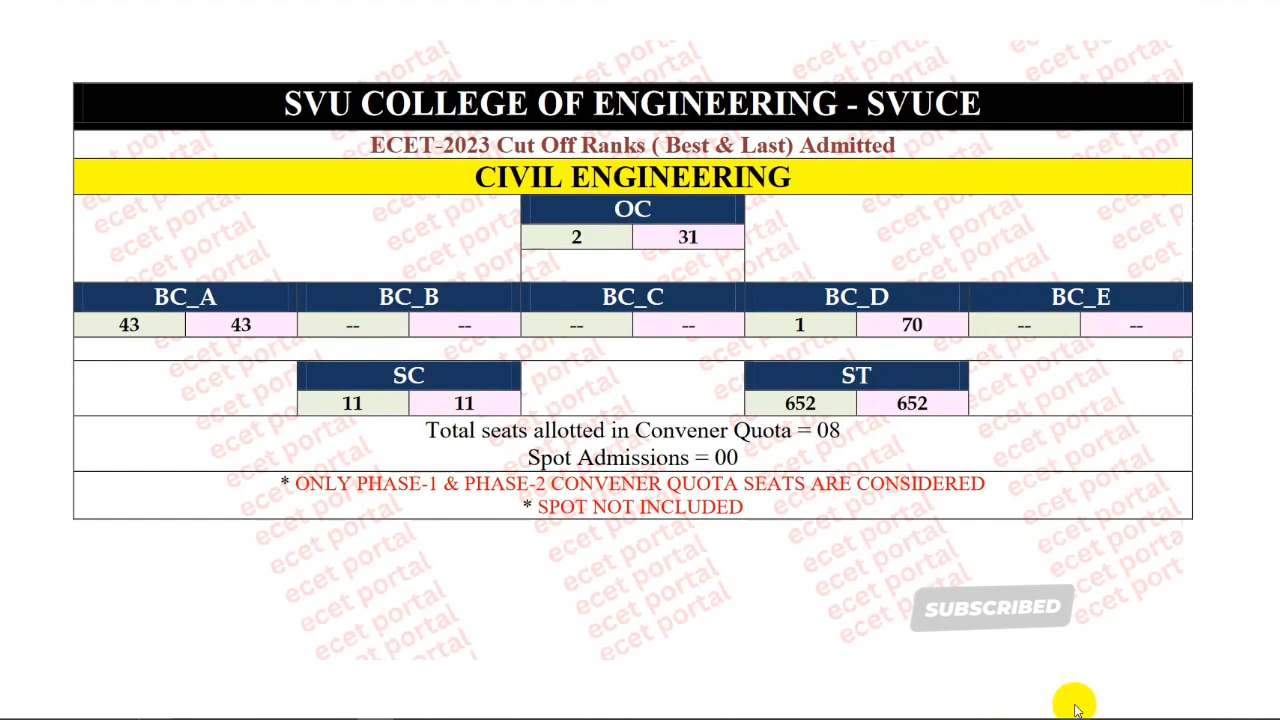 SVU COLLEGE OF ENGINEERING - SVUCE
ECET-2023 Cut Off Ranks ( Best & Last) Admitted
CIVIL ENGINEERING
OC
2 31
BC_A BC_B BC_C BC_D BC_E
43 43 -- -- -- -- 1 70 -- --
SC ST
11 11 652 652
Total seats allotted in Convener Quota = 08
Spot Admissions = 00
* ONLY PHASE-1 & PHASE-2 CONVENER QUOTA SEATS ARE CONSIDERED
* SPOT NOT INCLUDED
ecet portal
SUBSCRIBED